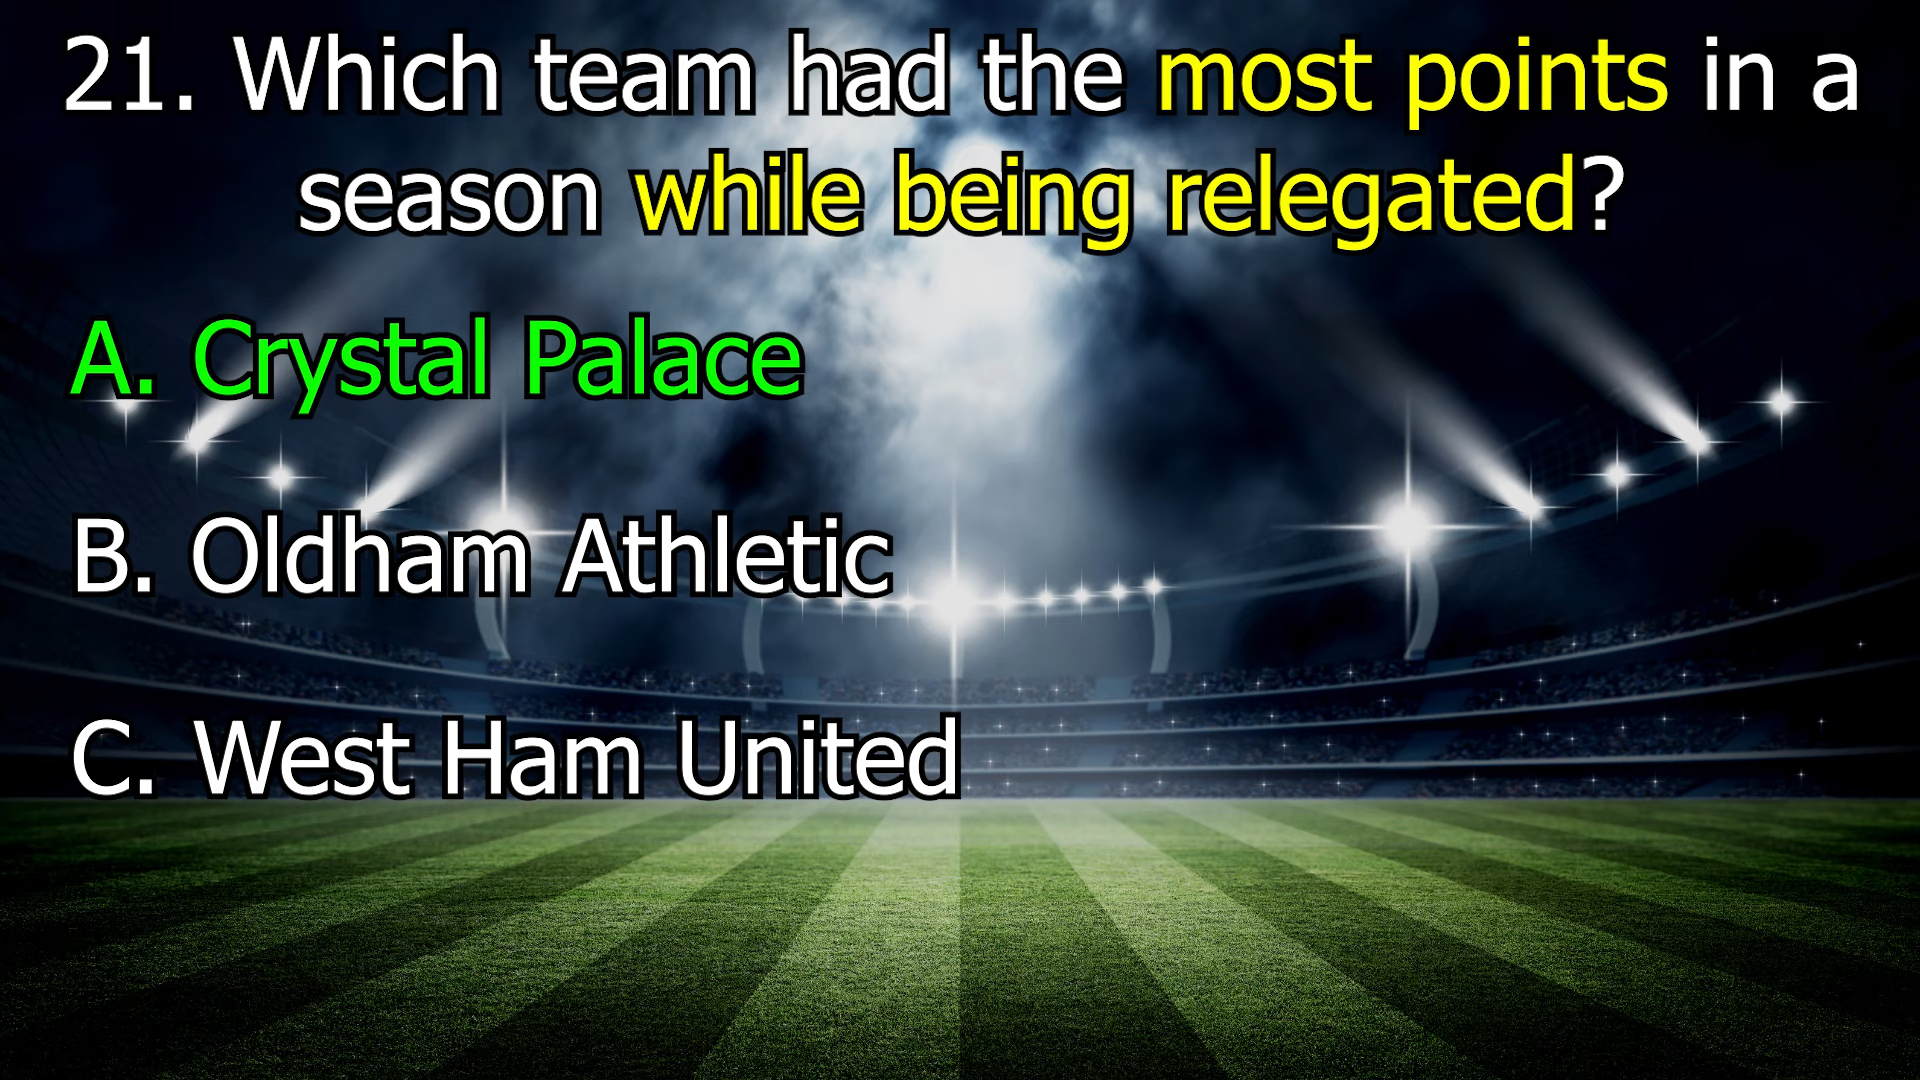 21. Which team had the most points in a
season while being relegated?
A. Crystal Palace
B. Oldham Athletic
C. West Ham United